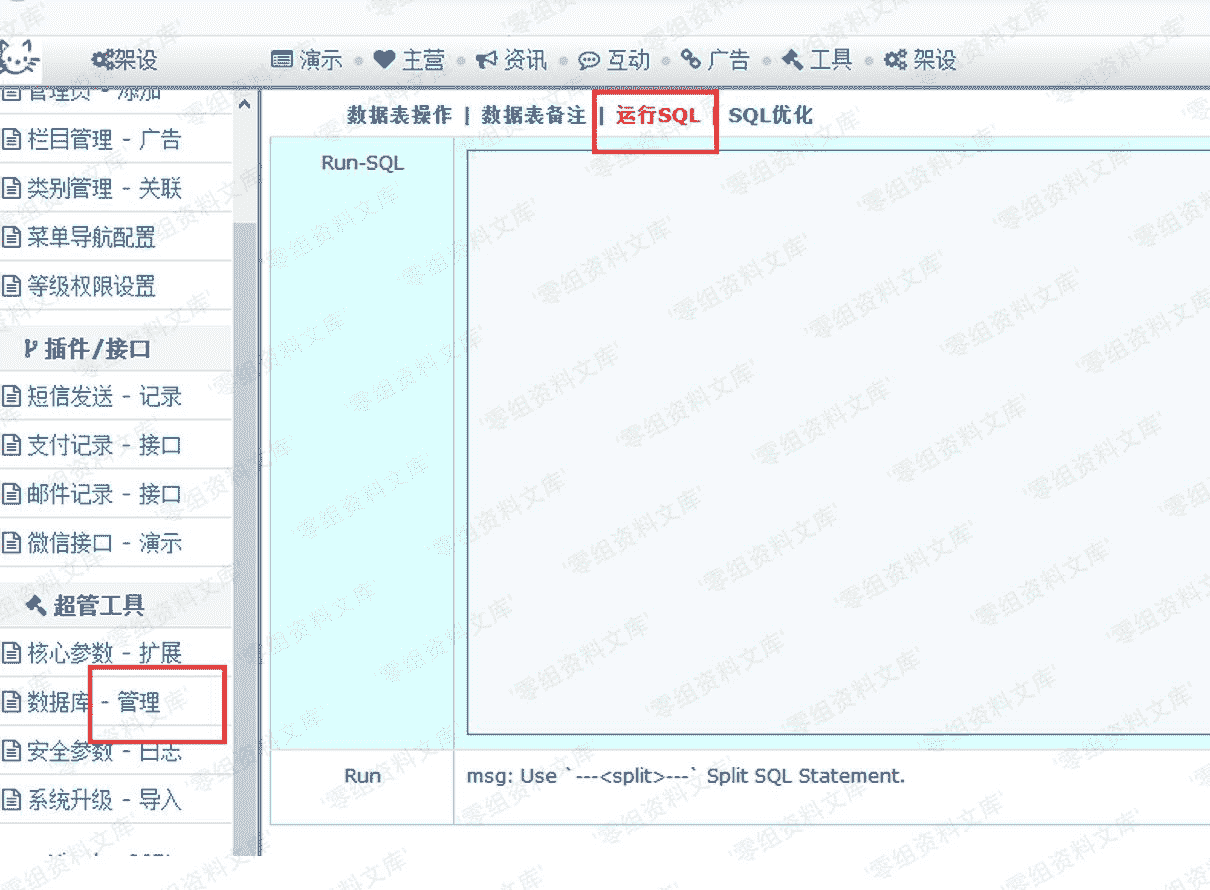 架设
演示 主营 资讯 互动 广告 工具 架设
管理员 - 添加
栏目管理 - 广告
类别管理 - 关联
菜单导航配置
等级权限设置
插件/接口
短信发送 - 记录
支付记录 - 接口
邮件记录 - 接口
微信接口 - 演示
超管工具
核心参数 - 扩展
数据库 - 管理
安全参数 - 日志
系统升级 - 导入
数据表操作 | 数据表备注 | 运行SQL | SQL优化
Run-SQL
Run
msg: Use `---<split>---` Split SQL Statement.
零组资料文库